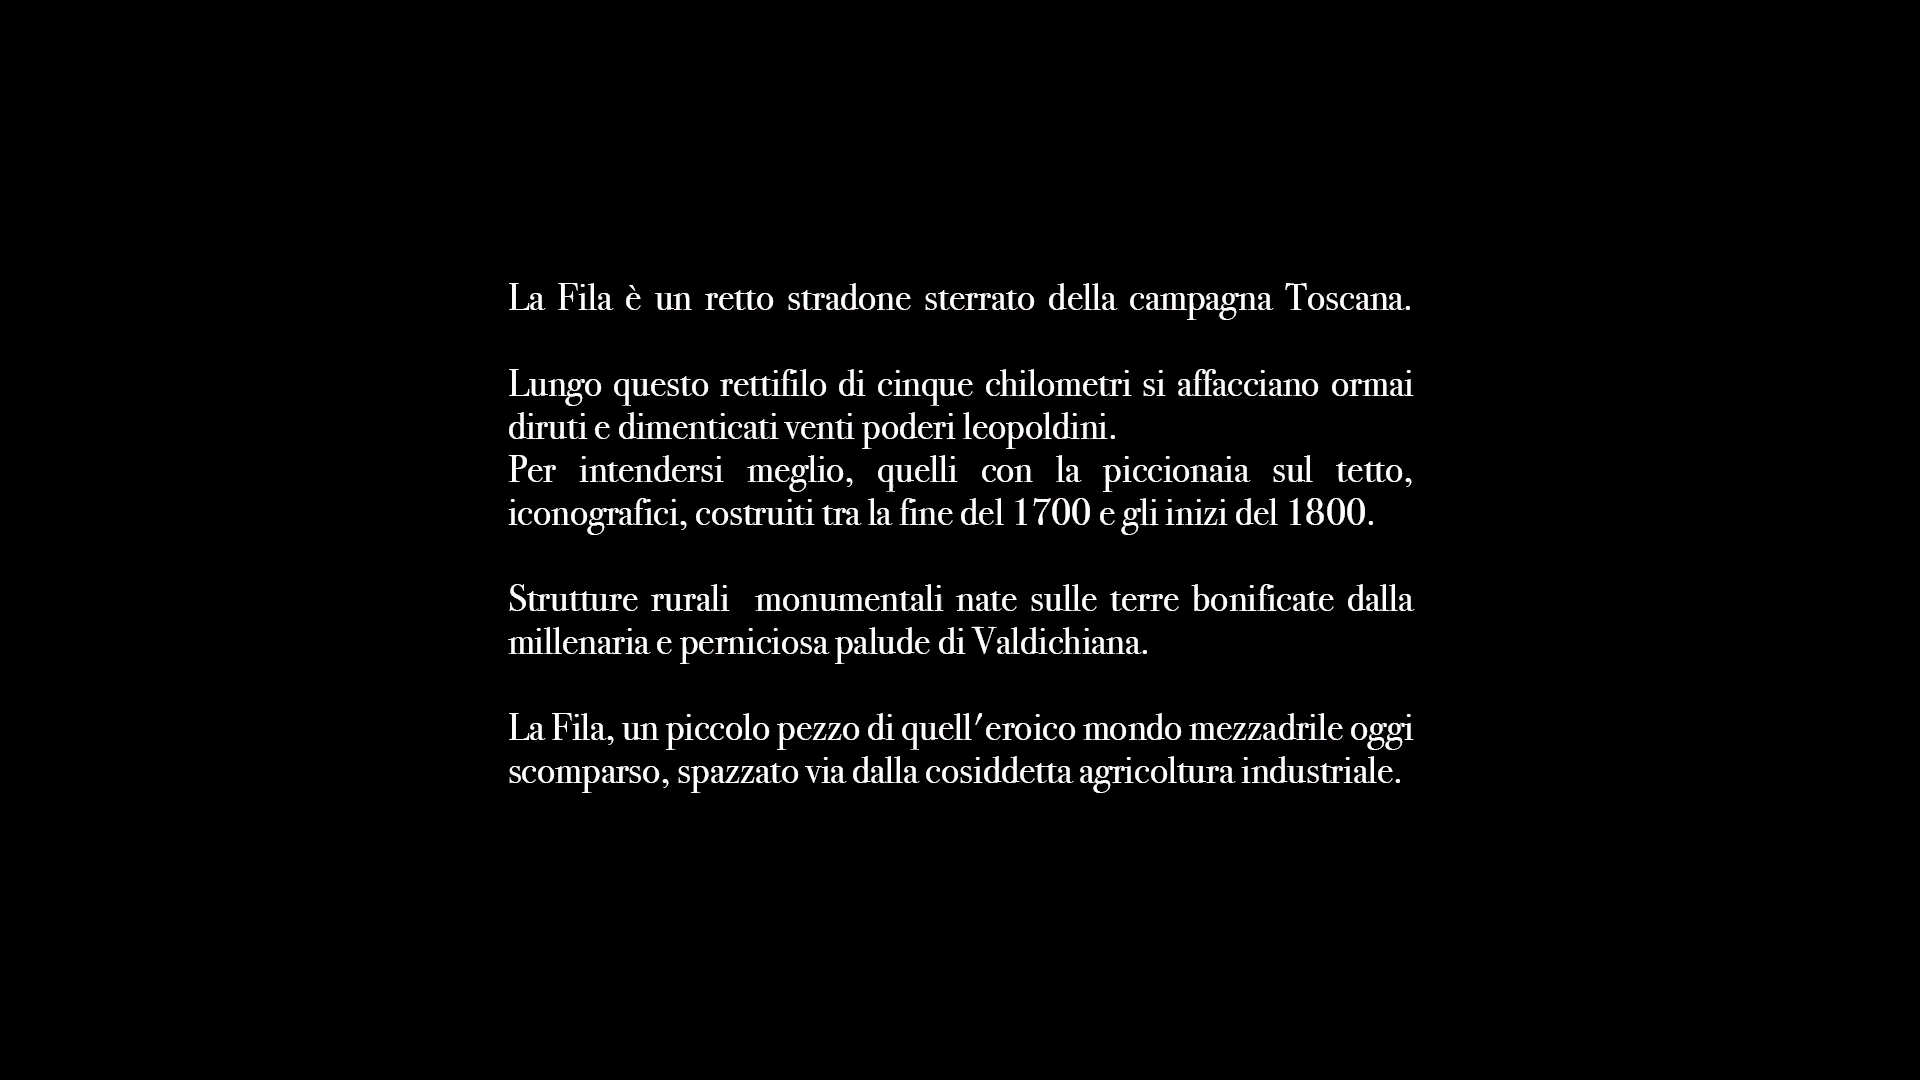 La Fila è un retto stradone sterrato della campagna Toscana.
Lungo questo rettifilo di cinque chilometri si affacciano ormai
diruti e dimenticati venti poderi leopoldini.
Per intendersi meglio, quelli con la piccionaia sul tetto,
iconografici, costruiti tra la fine del 1700 e gli inizi del 1800.
Strutture rurali  monumentali nate sulle terre bonificate dalla
millenaria e perniciosa palude di Valdichiana.
La Fila, un piccolo pezzo di quell'eroico mondo mezzadrile oggi
scomparso, spazzato via dalla cosiddetta agricoltura industriale.